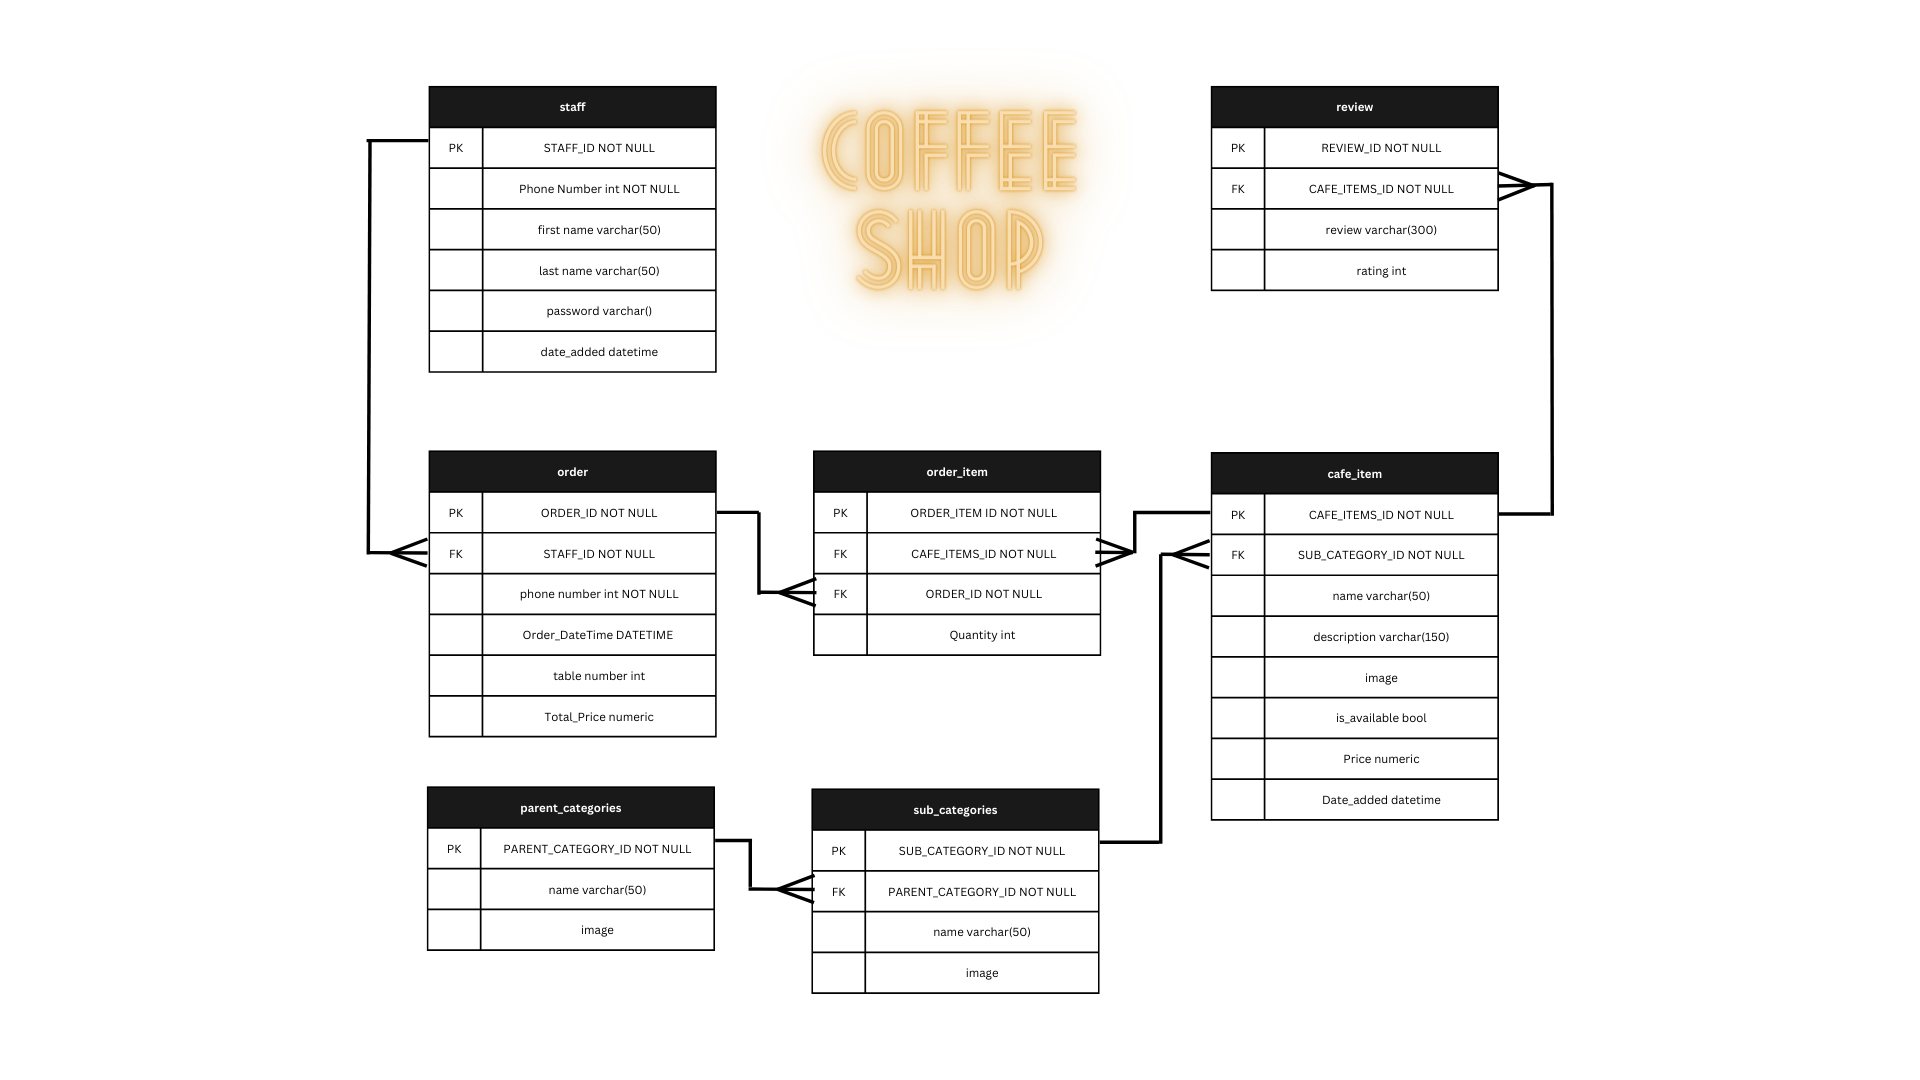 COFFEE
SHOP
staff
PK STAFF_ID NOT NULL
Phone Number int NOT NULL
first name varchar(50)
last name varchar(50)
password varchar()
date_added datetime
review
PK REVIEW_ID NOT NULL
FK CAFE_ITEMS_ID NOT NULL
review varchar(300)
rating int
order
PK ORDER_ID NOT NULL
FK STAFF_ID NOT NULL
phone number int NOT NULL
Order_DateTime DATETIME
table number int
Total_Price numeric
order_item
PK ORDER_ITEM ID NOT NULL
FK CAFE_ITEMS_ID NOT NULL
FK ORDER_ID NOT NULL
Quantity int
cafe_item
PK CAFE_ITEMS_ID NOT NULL
FK SUB_CATEGORY_ID NOT NULL
name varchar(50)
description varchar(150)
image
is_available bool
Price numeric
Date_added datetime
parent_categories
PK PARENT_CATEGORY_ID NOT NULL
name varchar(50)
image
sub_categories
PK SUB_CATEGORY_ID NOT NULL
FK PARENT_CATEGORY_ID NOT NULL
name varchar(50)
image